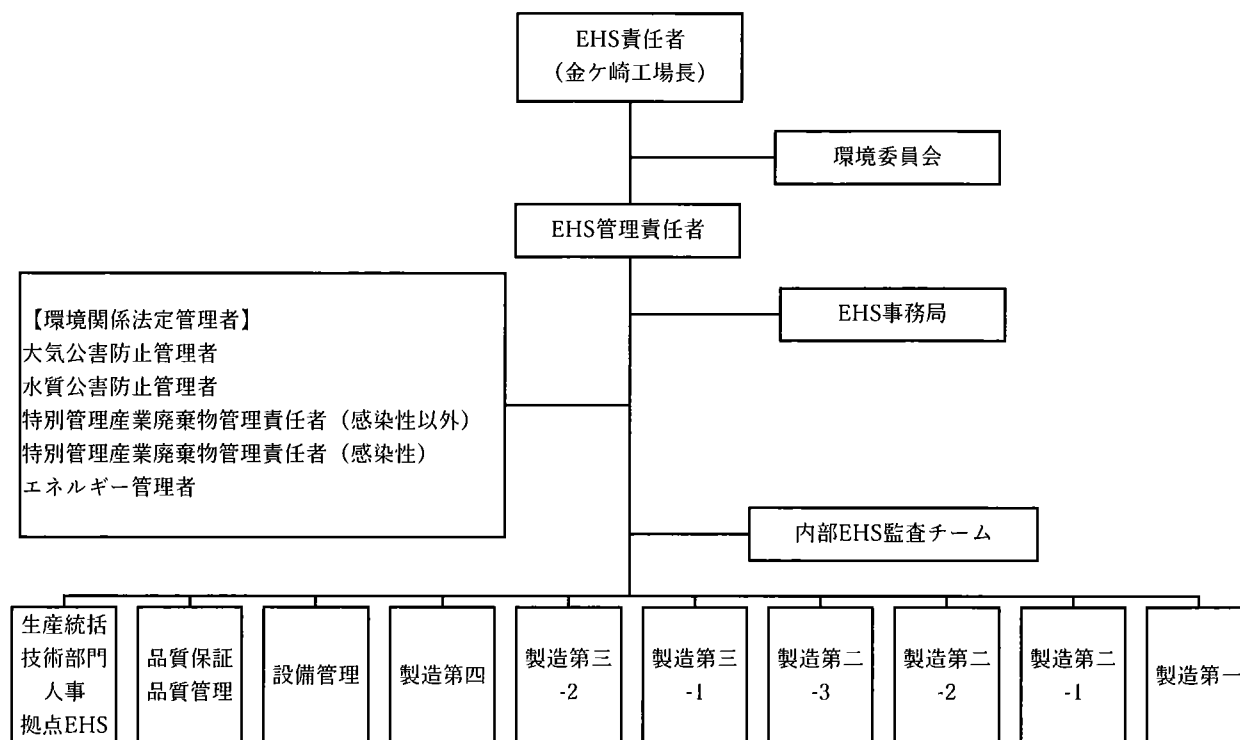 EHS責任者
（金ケ崎工場長）
環境委員会
EHS管理責任者
EHS事務局
【環境関係法定管理者】
大気公害防止管理者
水質公害防止管理者
特別管理産業廃棄物管理責任者（感染性以外）
特別管理産業廃棄物管理責任者（感染性）
エネルギー管理者
内部EHS監査チーム
生産統括
技術部門
人事
拠点EHS
品質保証
品質管理
設備管理
製造第四
製造第三
-2
製造第三
-1
製造第二
-3
製造第二
-2
製造第二
-1
製造第一